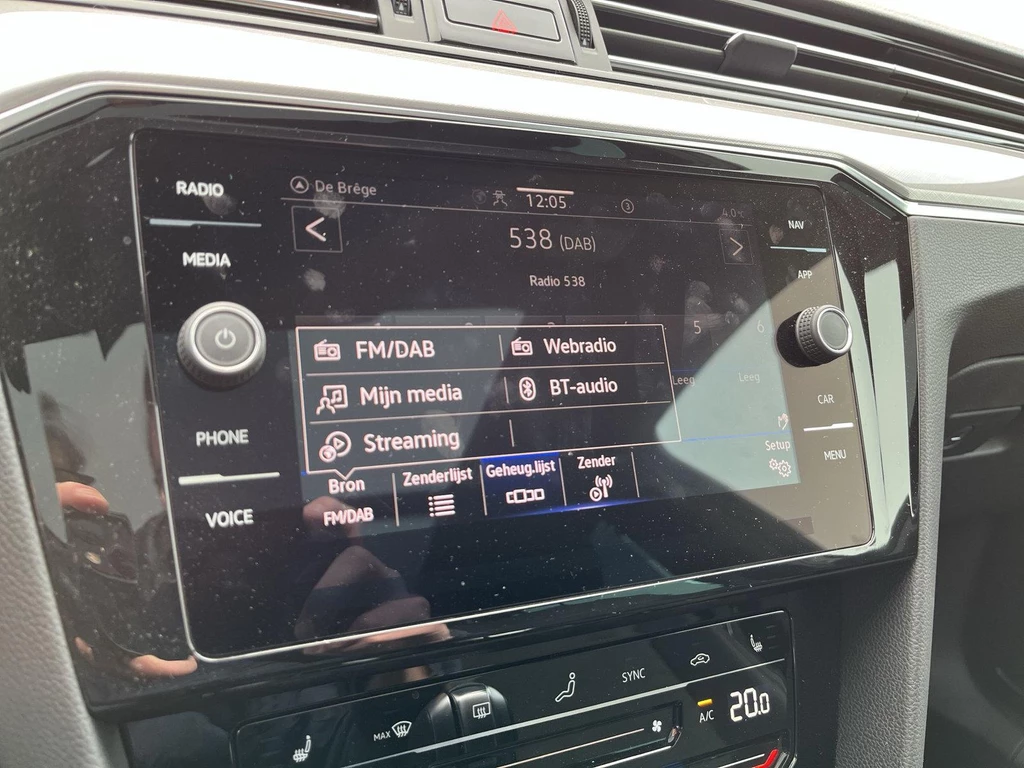 RADIO
MEDIA
PHONE
VOICE
De Brêge
12:05
3
538 (DAB)
Radio 538
5
6
FM/DAB
Webradio
Mijn media
BT-audio
Streaming
Leeg
Leeg
Setup
Bron
FM/DAB
Zenderlijst
Geheug.lijst
Zender
NAV
APP
CAR
MENU
MAX
SYNC
A/C
20.0